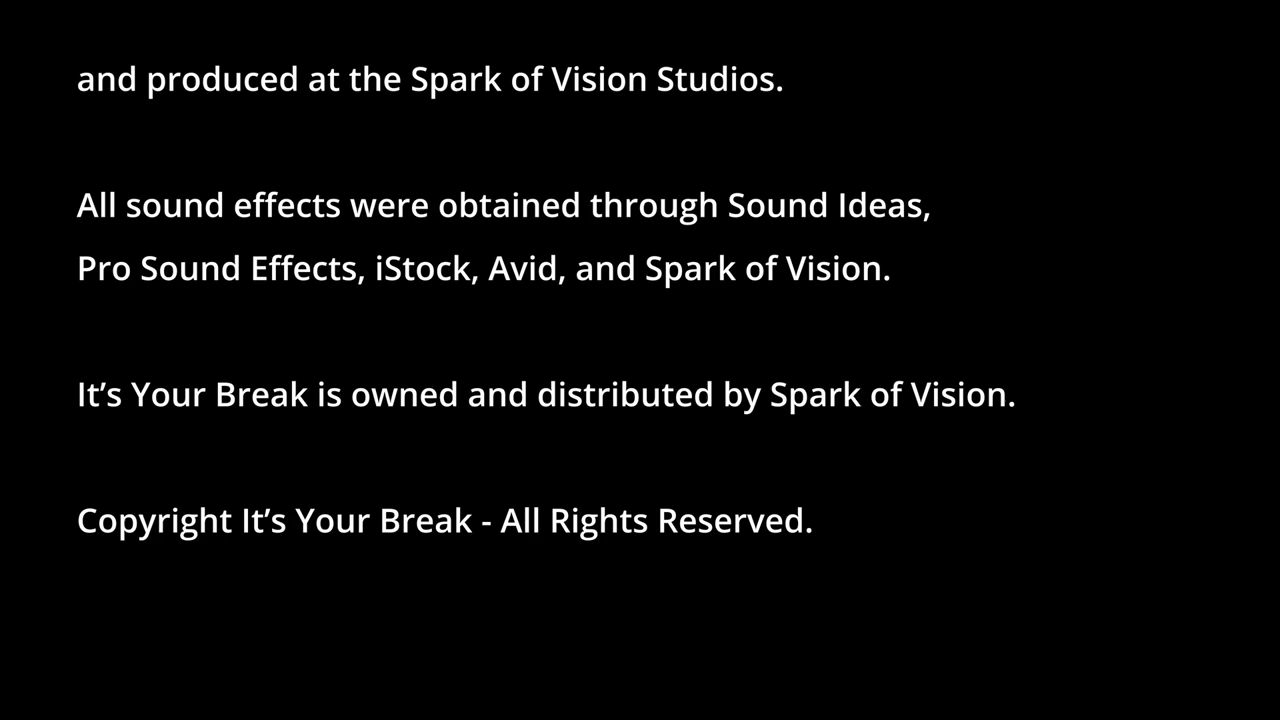 and produced at the Spark of Vision Studios.
All sound effects were obtained through Sound Ideas,
Pro Sound Effects, iStock, Avid, and Spark of Vision.
It’s Your Break is owned and distributed by Spark of Vision.
Copyright It’s Your Break - All Rights Reserved.